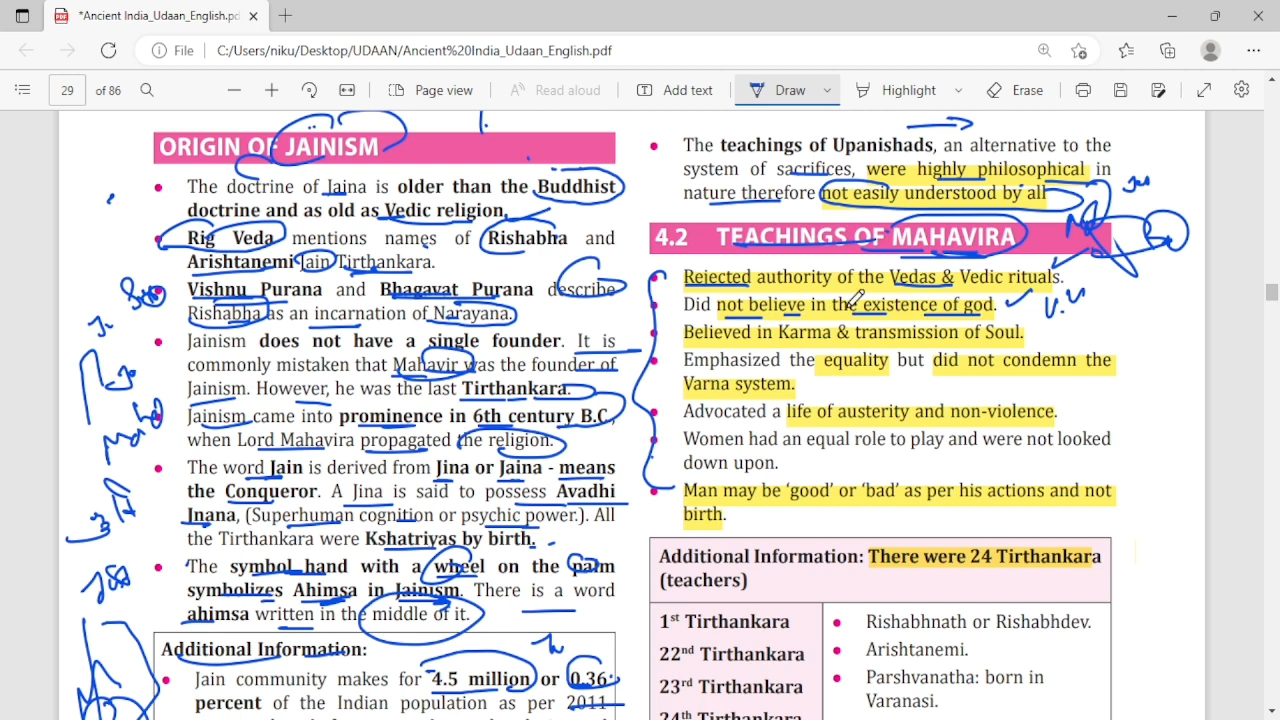 *Ancient India_Udaan_English.pd
File
C:/Users/niku/Desktop/UDAAN/Ancient%20India_Udaan_English.pdf
29
of 86
Page view
Read aloud
Add text
Draw
Highlight
Erase
ORIGIN OF JAINISM
• The doctrine of Jaina is older than the Buddhist
doctrine and as old as Vedic religion.
• Rig Veda mentions names of Rishabha and
Arishtanemi Jain Tirthankara.
• Vishnu Purana and Bhagavat Purana describe
Rishabha as an incarnation of Narayana.
• Jainism does not have a single founder. It is
commonly mistaken that Mahavir was the founder of
Jainism. However, he was the last Tirthankara.
• Jainism came into prominence in 6th century B.C,
when Lord Mahavira propagated the religion.
• The word Jain is derived from Jina or Jaina - means
the Conqueror. A Jina is said to possess Avadhi
Jnana, (Superhuman cognition or psychic power.). All
the Tirthankara were Kshatriyas by birth.
• The symbol hand with a wheel on the palm
symbolizes Ahimsa in Jainism. There is a word
ahimsa written in the middle of it.
Additional Information:
• Jain community makes for 4.5 million or 0.36
percent of the Indian population as per 2011
• The teachings of Upanishads, an alternative to the
system of sacrifices, were highly philosophical in
nature therefore not easily understood by all
4.2 TEACHINGS OF MAHAVIRA
• Rejected authority of the Vedas & Vedic rituals.
• Did not believe in the existence of god.
• Believed in Karma & transmission of Soul.
• Emphasized the equality but did not condemn the
Varna system.
• Advocated a life of austerity and non-violence.
• Women had an equal role to play and were not looked
down upon.
• Man may be ‘good’ or ‘bad’ as per his actions and not
birth.
Additional Information: There were 24 Tirthankara
(teachers)
1st Tirthankara • Rishabhnath or Rishabhdev.
22nd Tirthankara • Arishtanemi.
23rd Tirthankara • Parshvanatha: born in
Varanasi.
24th Tirthankara